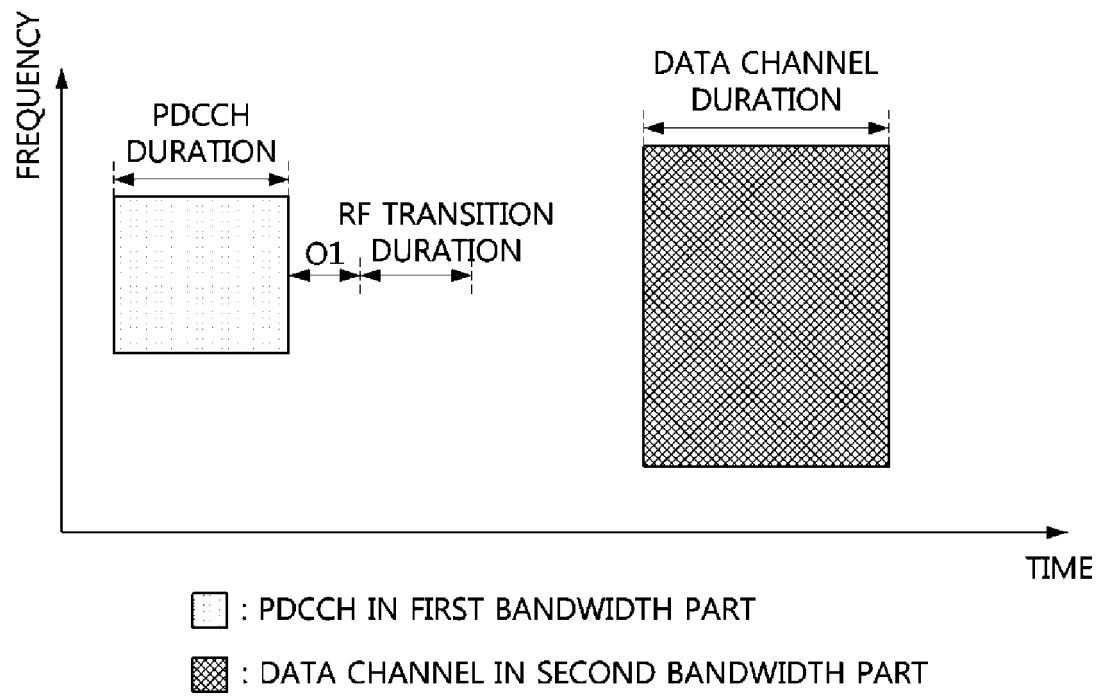 FREQUENCY
PDCCH
DURATION
O1
RF TRANSITION
DURATION
DATA CHANNEL
DURATION
TIME
: PDCCH IN FIRST BANDWIDTH PART
: DATA CHANNEL IN SECOND BANDWIDTH PART